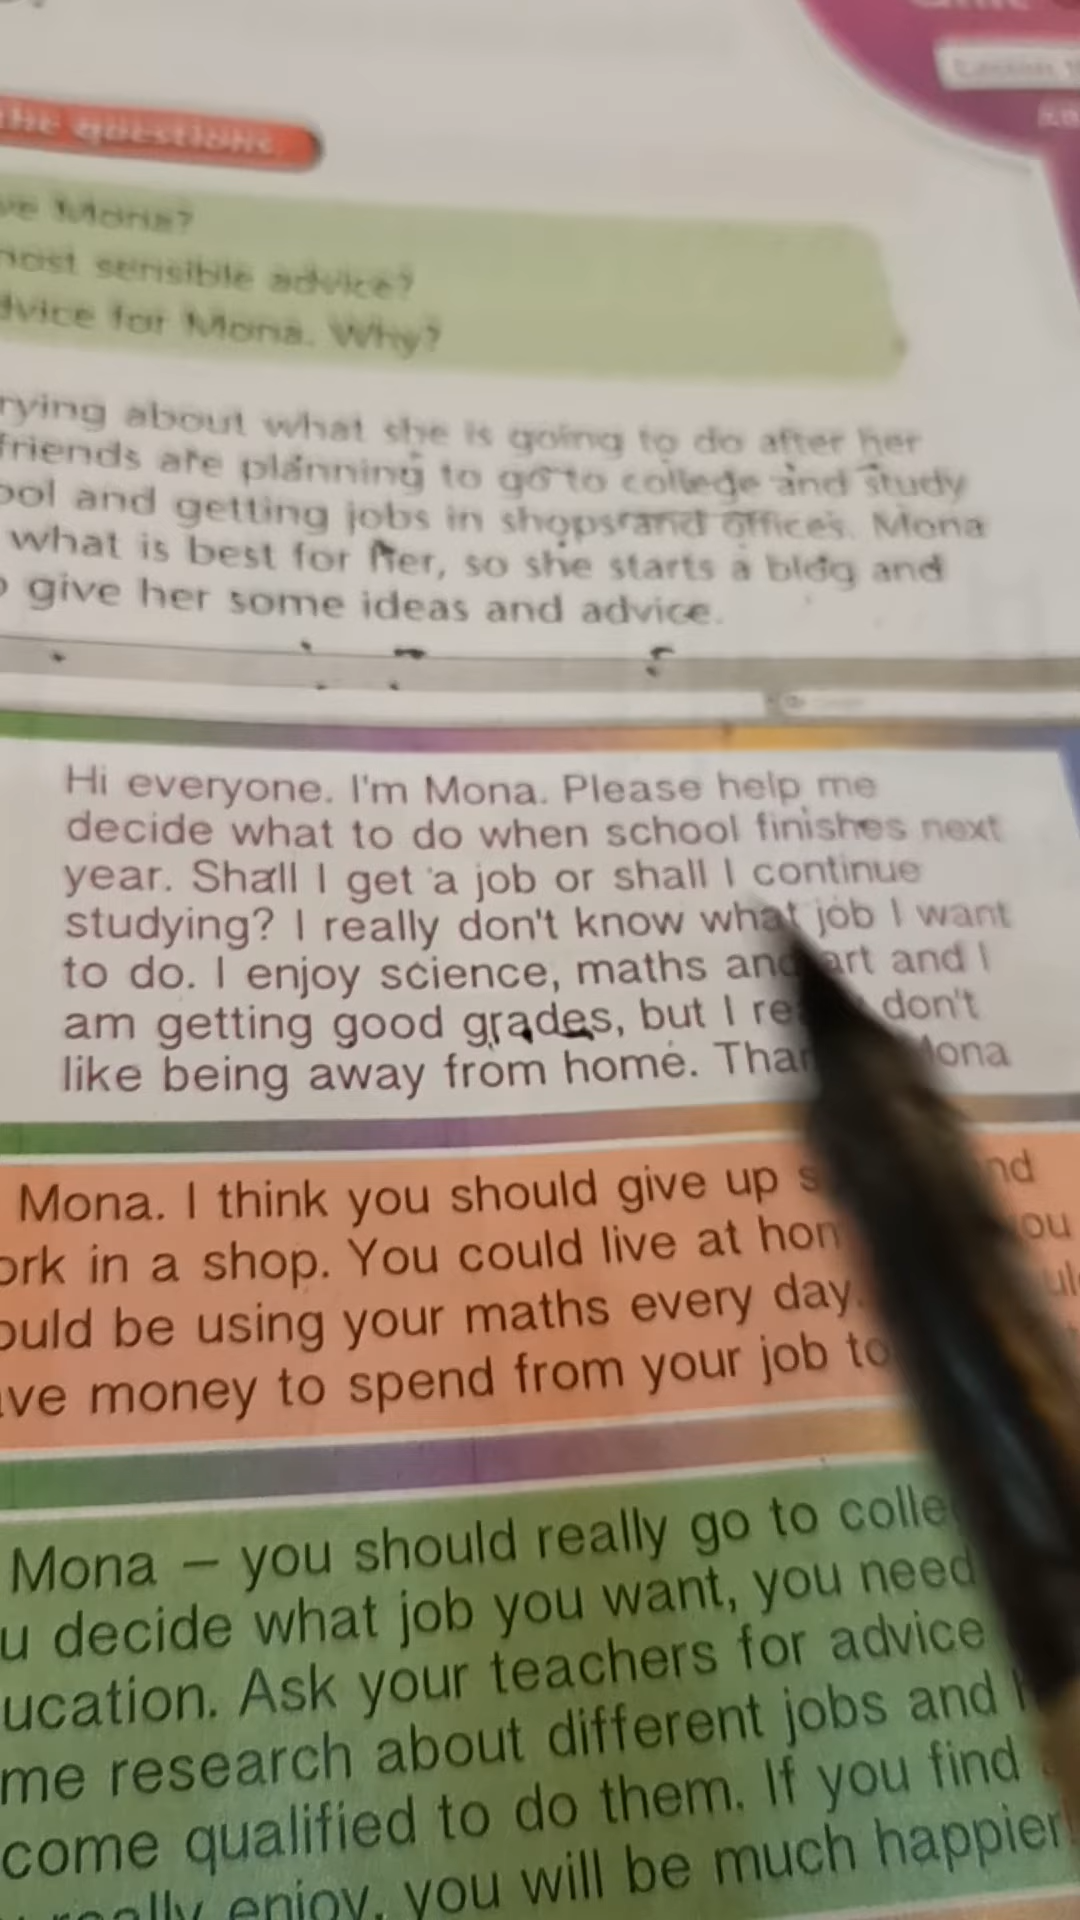 the questions.
ve Mona?
most sensible advice?
dvice for Mona. Why?
rying about what she is going to do after her
friends are planning to go to college and study
ool and getting jobs in shops and offices. Mona
what is best for her, so she starts a blog and
give her some ideas and advice.
Hi everyone. I'm Mona. Please help me
decide what to do when school finishes next
year. Shall I get a job or shall I continue
studying? I really don't know what job I want
to do. I enjoy science, maths and art and I
am getting good grades, but I don't
like being away from home. Mona
Mona. I think you should give up
ork in a shop. You could live at you
ould be using your maths every day.
ave money to spend from your job
Mona – you should really go to
u decide what job you want, you need
ucation. Ask your teachers for advice
me research about different jobs and
come qualified to do them. If you find
really enjoy, you will be much happier